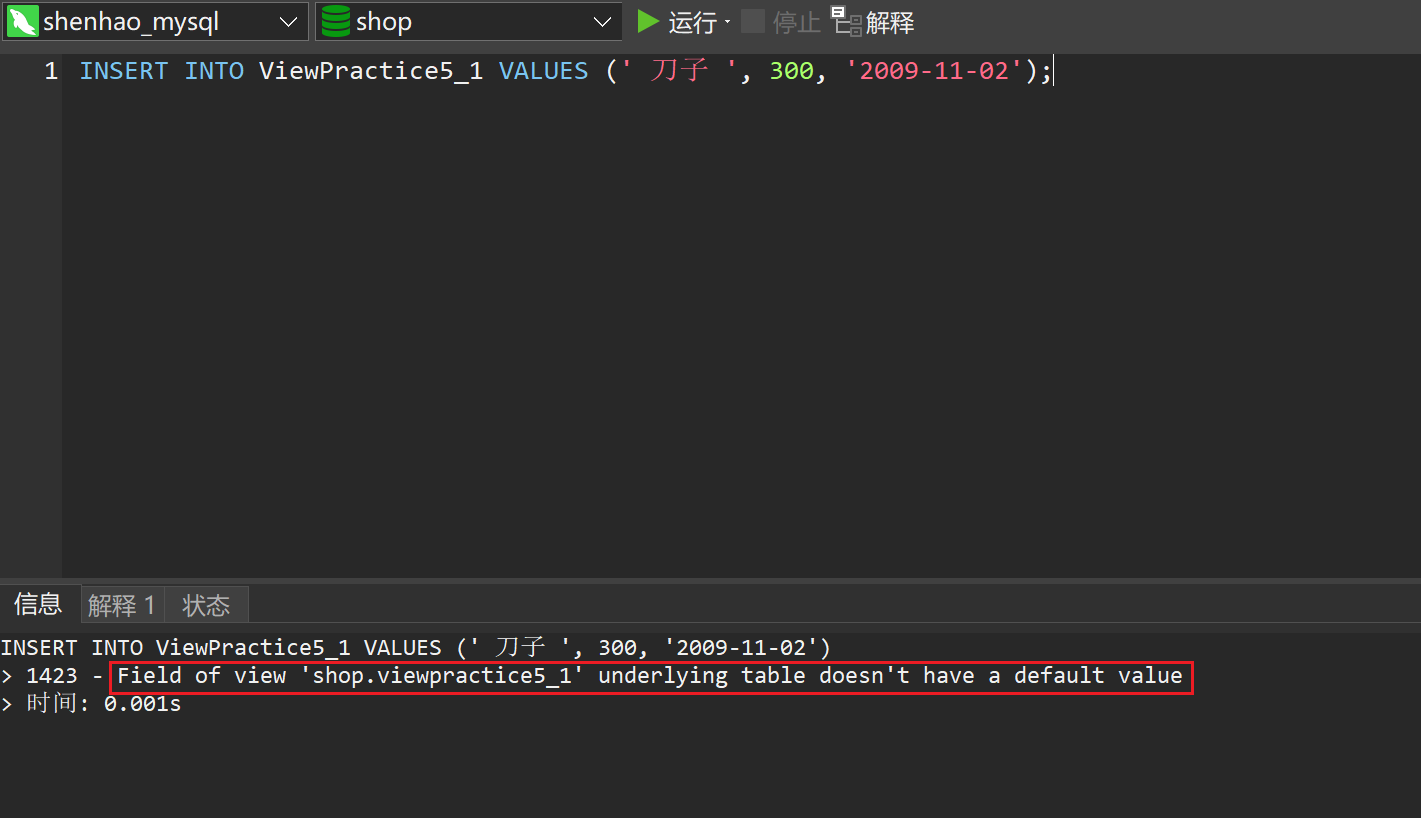 shenhao_mysql shop 运行 停止 解释
1 INSERT INTO ViewPractice5_1 VALUES (' 刀子 ', 300, '2009-11-02');
信息 解释 1 状态
INSERT INTO ViewPractice5_1 VALUES (' 刀子 ', 300, '2009-11-02')
> 1423 - Field of view 'shop.viewpractice5_1' underlying table doesn't have a default value
> 时间: 0.001s